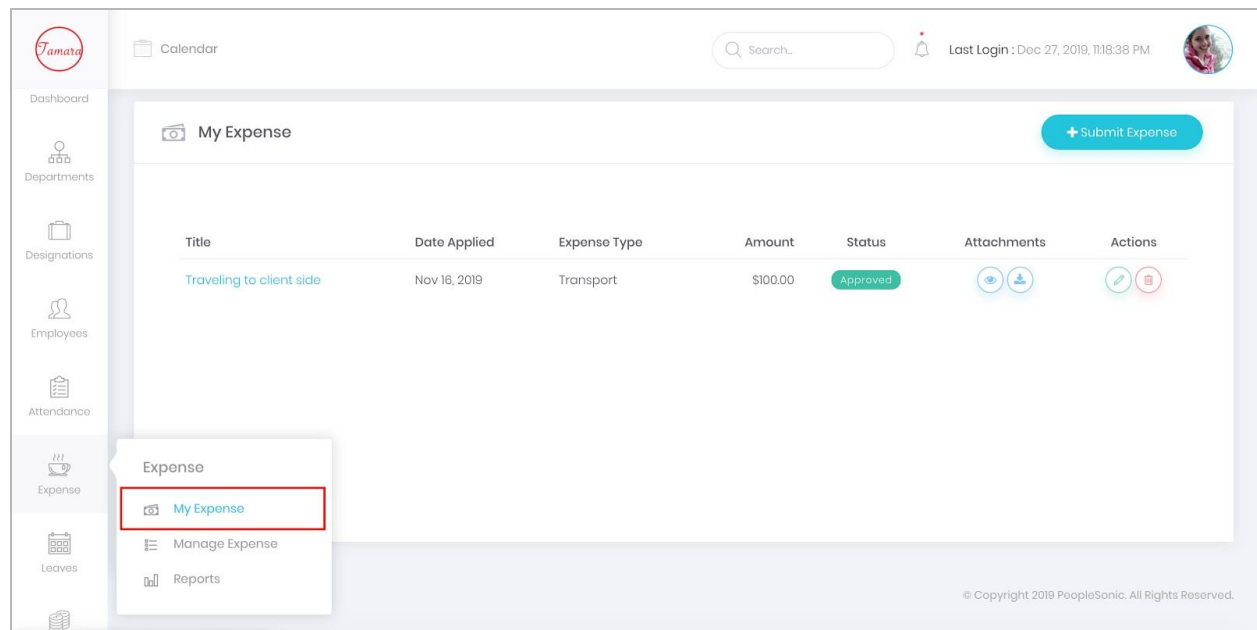 Tamara
Calendar
Search...
Last Login : Dec 27, 2019, 11:18:38 PM
Dashboard
My Expense
+ Submit Expense
Departments
Designations
Title Date Applied Expense Type Amount Status Attachments Actions
Traveling to client side Nov 16, 2019 Transport $100.00 Approved
Employees
Attendance
Expense
Expense
My Expense
Manage Expense
Leaves
Reports
© Copyright 2019 PeopleSonic. All Rights Reserved.